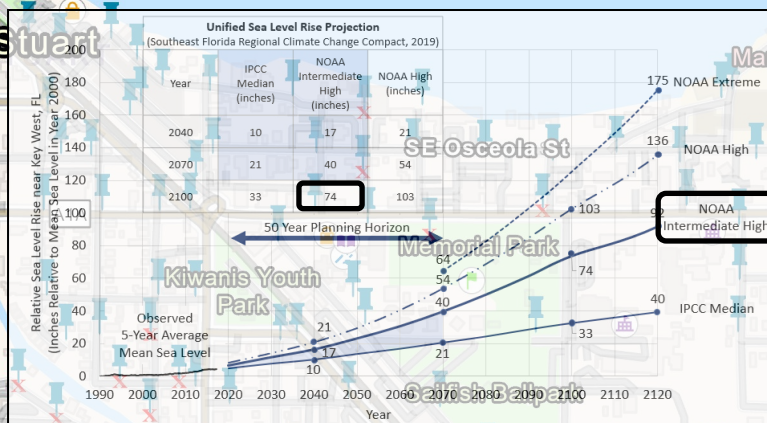 Unified Sea Level Rise Projection
(Southeast Florida Regional Climate Change Compact, 2019)
Year
IPCC
Median
(inches)
NOAA
Intermediate
High
(inches)
NOAA High
(inches)
2040 10 17 21
2070 21 40 54
2100 33 74 103
Stuart
SE Osceola St
Memorial Park
Kiwanis Youth
Park
Sailfish Ballpark
Ma
Relative Sea Level Rise near Key West, FL
(Inches Relative to Mean Sea Level in Year 2000)
200
180
160
140
120
100
80
60
40
20
0
50 Year Planning Horizon
Observed
5-Year Average
Mean Sea Level
175 NOAA Extreme
136 NOAA High
92 NOAA
Intermediate High
40 IPCC Median
103
74
33
64
54
40
21
21
17
10
1990 2000 2010 2020 2030 2040 2050 2060 2070 2080 2090 2100 2110 2120
Year